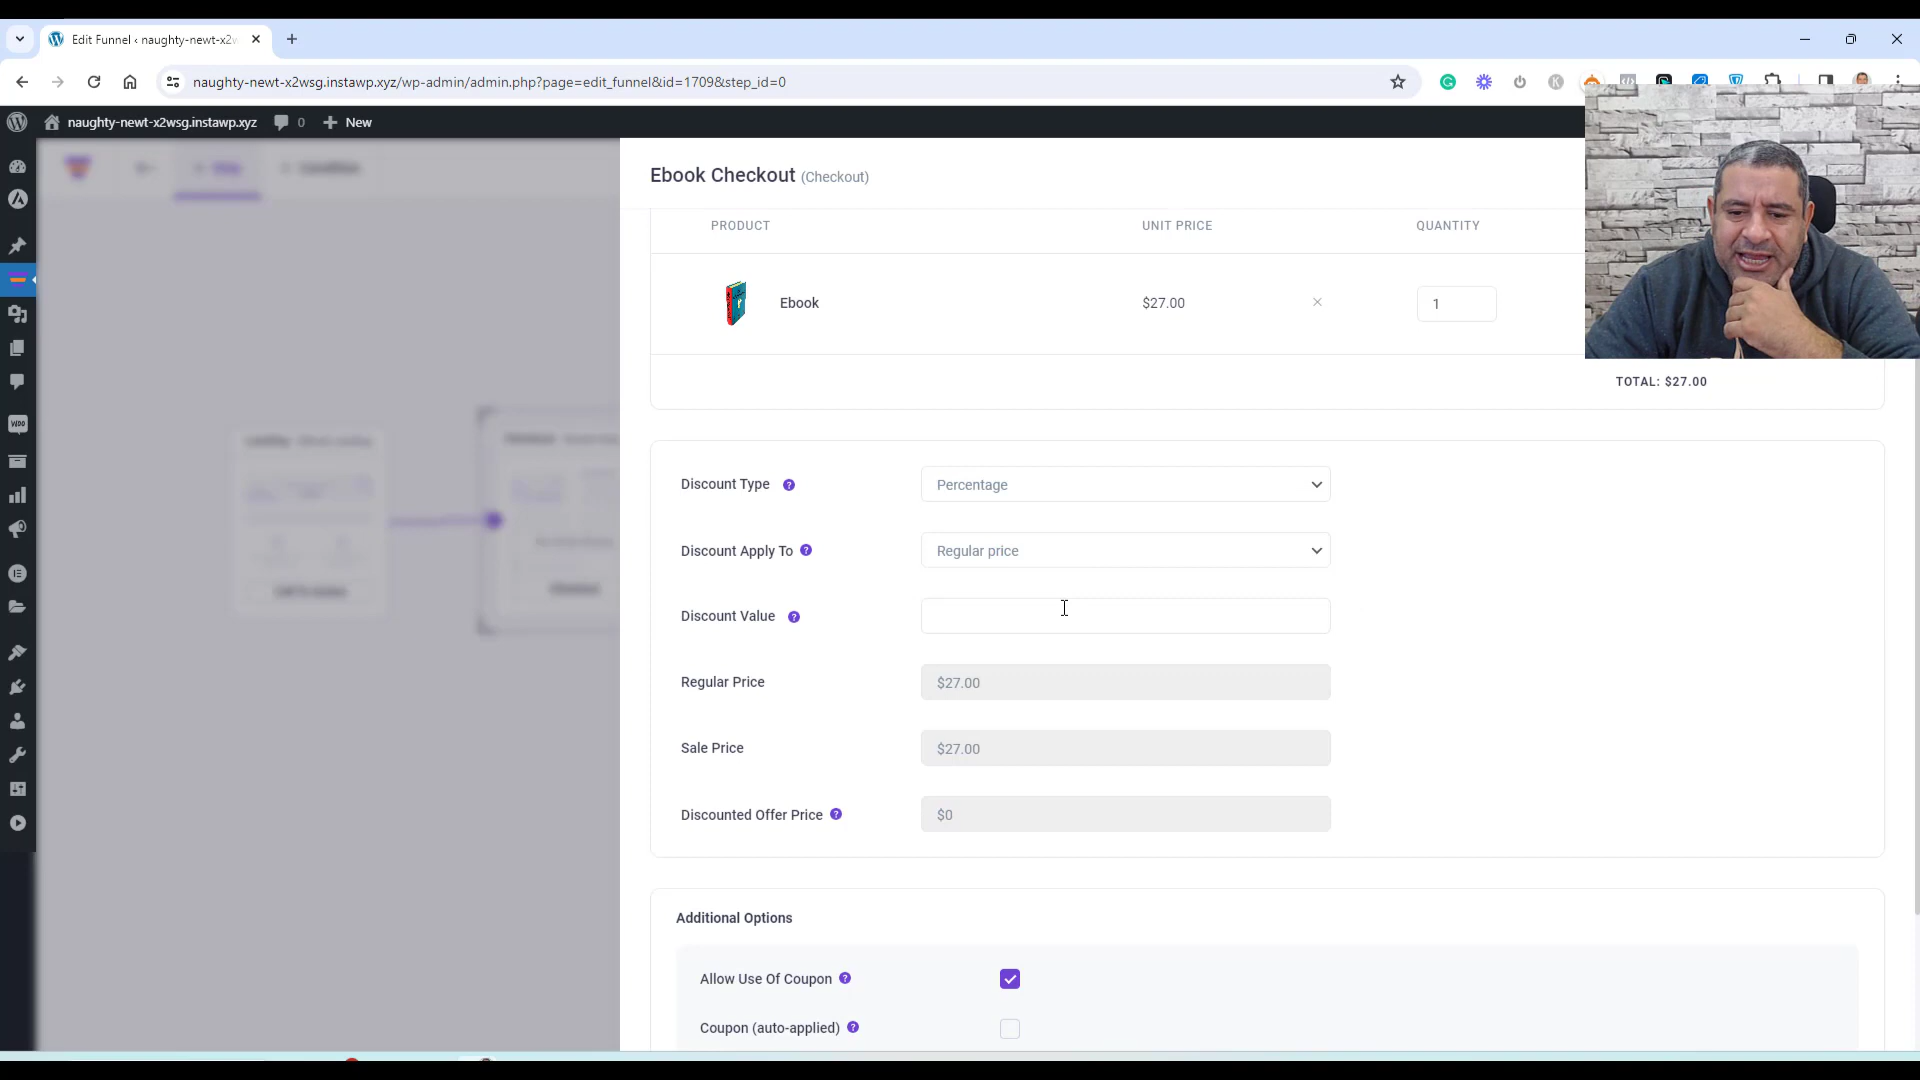 Edit Funnel ‹ naughty-newt-x2w
naughty-newt-x2wsg.instawp.xyz/wp-admin/admin.php?page=edit_funnel&id=1709&step_id=0
naughty-newt-x2wsg.instawp.xyz 0 New
Ebook Checkout (Checkout)
PRODUCT UNIT PRICE QUANTITY
Ebook $27.00 × 1
TOTAL: $27.00
Discount Type ? Percentage
Discount Apply To ? Regular price
Discount Value ?
Regular Price $27.00
Sale Price $27.00
Discounted Offer Price ? $0
Additional Options
Allow Use Of Coupon ?
Coupon (auto-applied) ?